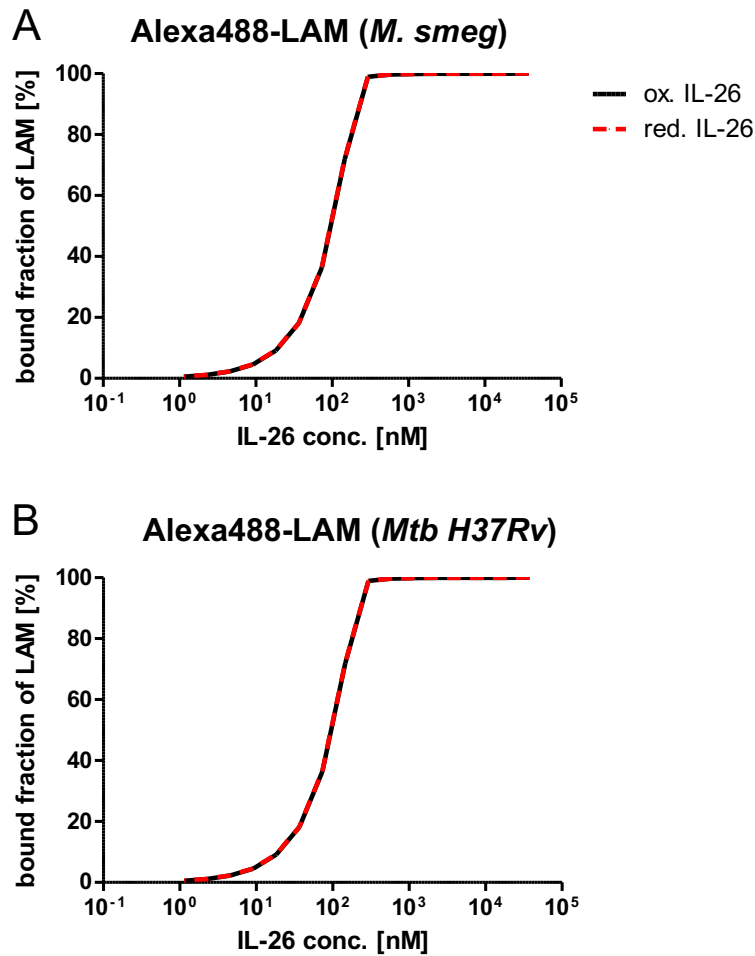 A
Alexa488-LAM (M. smeg)
bound fraction of LAM [%]
100
80
60
40
20
0
10⁻¹ 10⁰ 10¹ 10² 10³ 10⁴ 10⁵
IL-26 conc. [nM]
ox. IL-26
red. IL-26
B
Alexa488-LAM (Mtb H37Rv)
bound fraction of LAM [%]
100
80
60
40
20
0
10⁻¹ 10⁰ 10¹ 10² 10³ 10⁴ 10⁵
IL-26 conc. [nM]